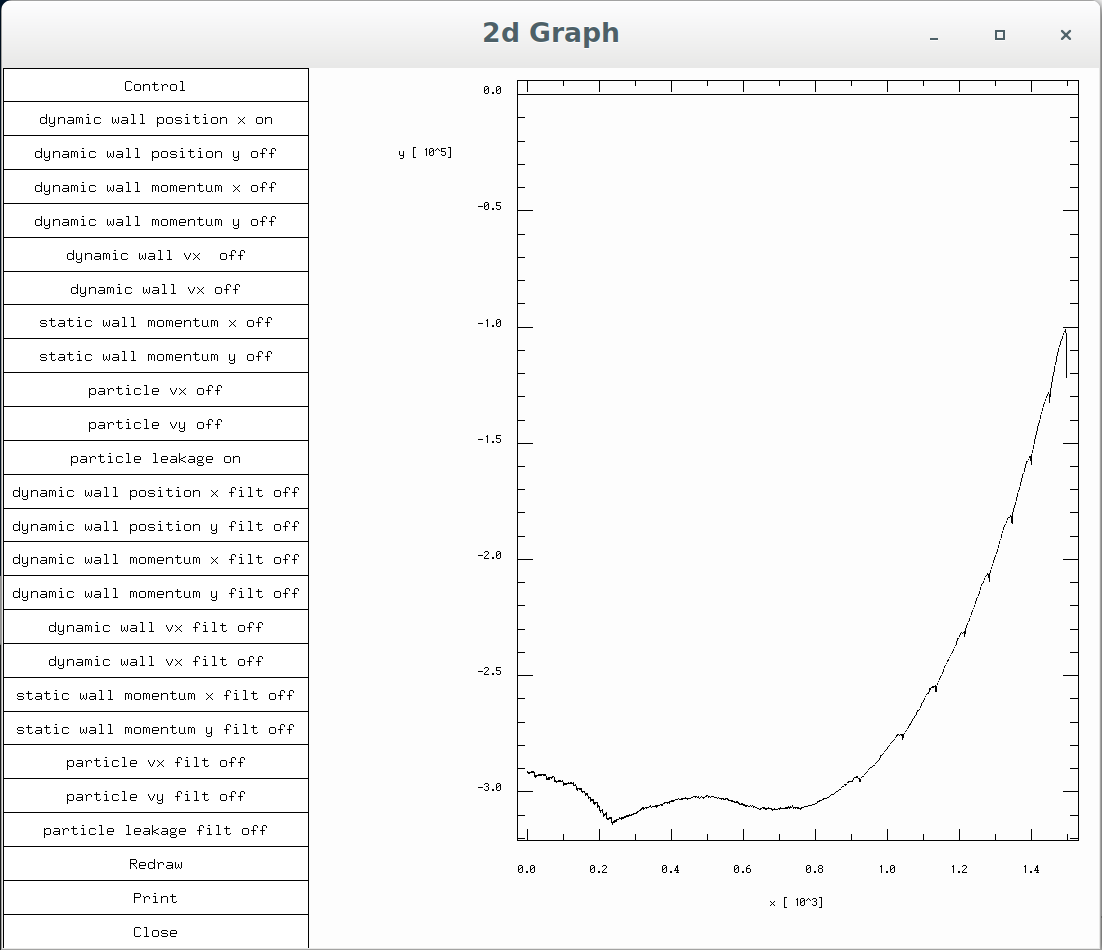 2d Graph
Control
dynamic wall position x on
dynamic wall position y off
dynamic wall momentum x off
dynamic wall momentum y off
dynamic wall vx  off
dynamic wall vx off
static wall momentum x off
static wall momentum y off
particle vx off
particle vy off
particle leakage on
dynamic wall position x filt off
dynamic wall position y filt off
dynamic wall momentum x filt off
dynamic wall momentum y filt off
dynamic wall vx filt off
dynamic wall vx filt off
static wall momentum x filt off
static wall momentum y filt off
particle vx filt off
particle vy filt off
particle leakage filt off
Redraw
Print
Close
y [ 10^5]
0.0
-0.5
-1.0
-1.5
-2.0
-2.5
-3.0
0.0 0.2 0.4 0.6 0.8 1.0 1.2 1.4
x [ 10^3]